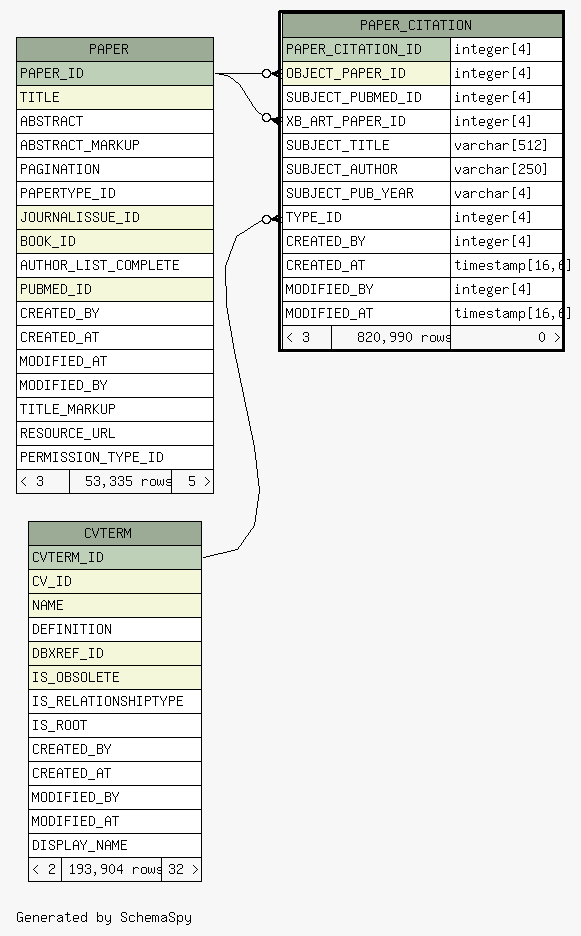 PAPER
PAPER_ID
TITLE
ABSTRACT
ABSTRACT_MARKUP
PAGINATION
PAPERTYPE_ID
JOURNALISSUE_ID
BOOK_ID
AUTHOR_LIST_COMPLETE
PUBMED_ID
CREATED_BY
CREATED_AT
MODIFIED_AT
MODIFIED_BY
TITLE_MARKUP
RESOURCE_URL
PERMISSION_TYPE_ID
< 3 53,335 rows 5 >
PAPER_CITATION
PAPER_CITATION_ID integer[4]
OBJECT_PAPER_ID integer[4]
SUBJECT_PUBMED_ID integer[4]
XB_ART_PAPER_ID integer[4]
SUBJECT_TITLE varchar[512]
SUBJECT_AUTHOR varchar[250]
SUBJECT_PUB_YEAR varchar[4]
TYPE_ID integer[4]
CREATED_BY integer[4]
CREATED_AT timestamp[16,6]
MODIFIED_BY integer[4]
MODIFIED_AT timestamp[16,6]
< 3 820,990 rows 0 >
CVTERM
CVTERM_ID
CV_ID
NAME
DEFINITION
DBXREF_ID
IS_OBSOLETE
IS_RELATIONSHIPTYPE
IS_ROOT
CREATED_BY
CREATED_AT
MODIFIED_BY
MODIFIED_AT
DISPLAY_NAME
< 2 193,904 rows 32 >
Generated by SchemaSpy